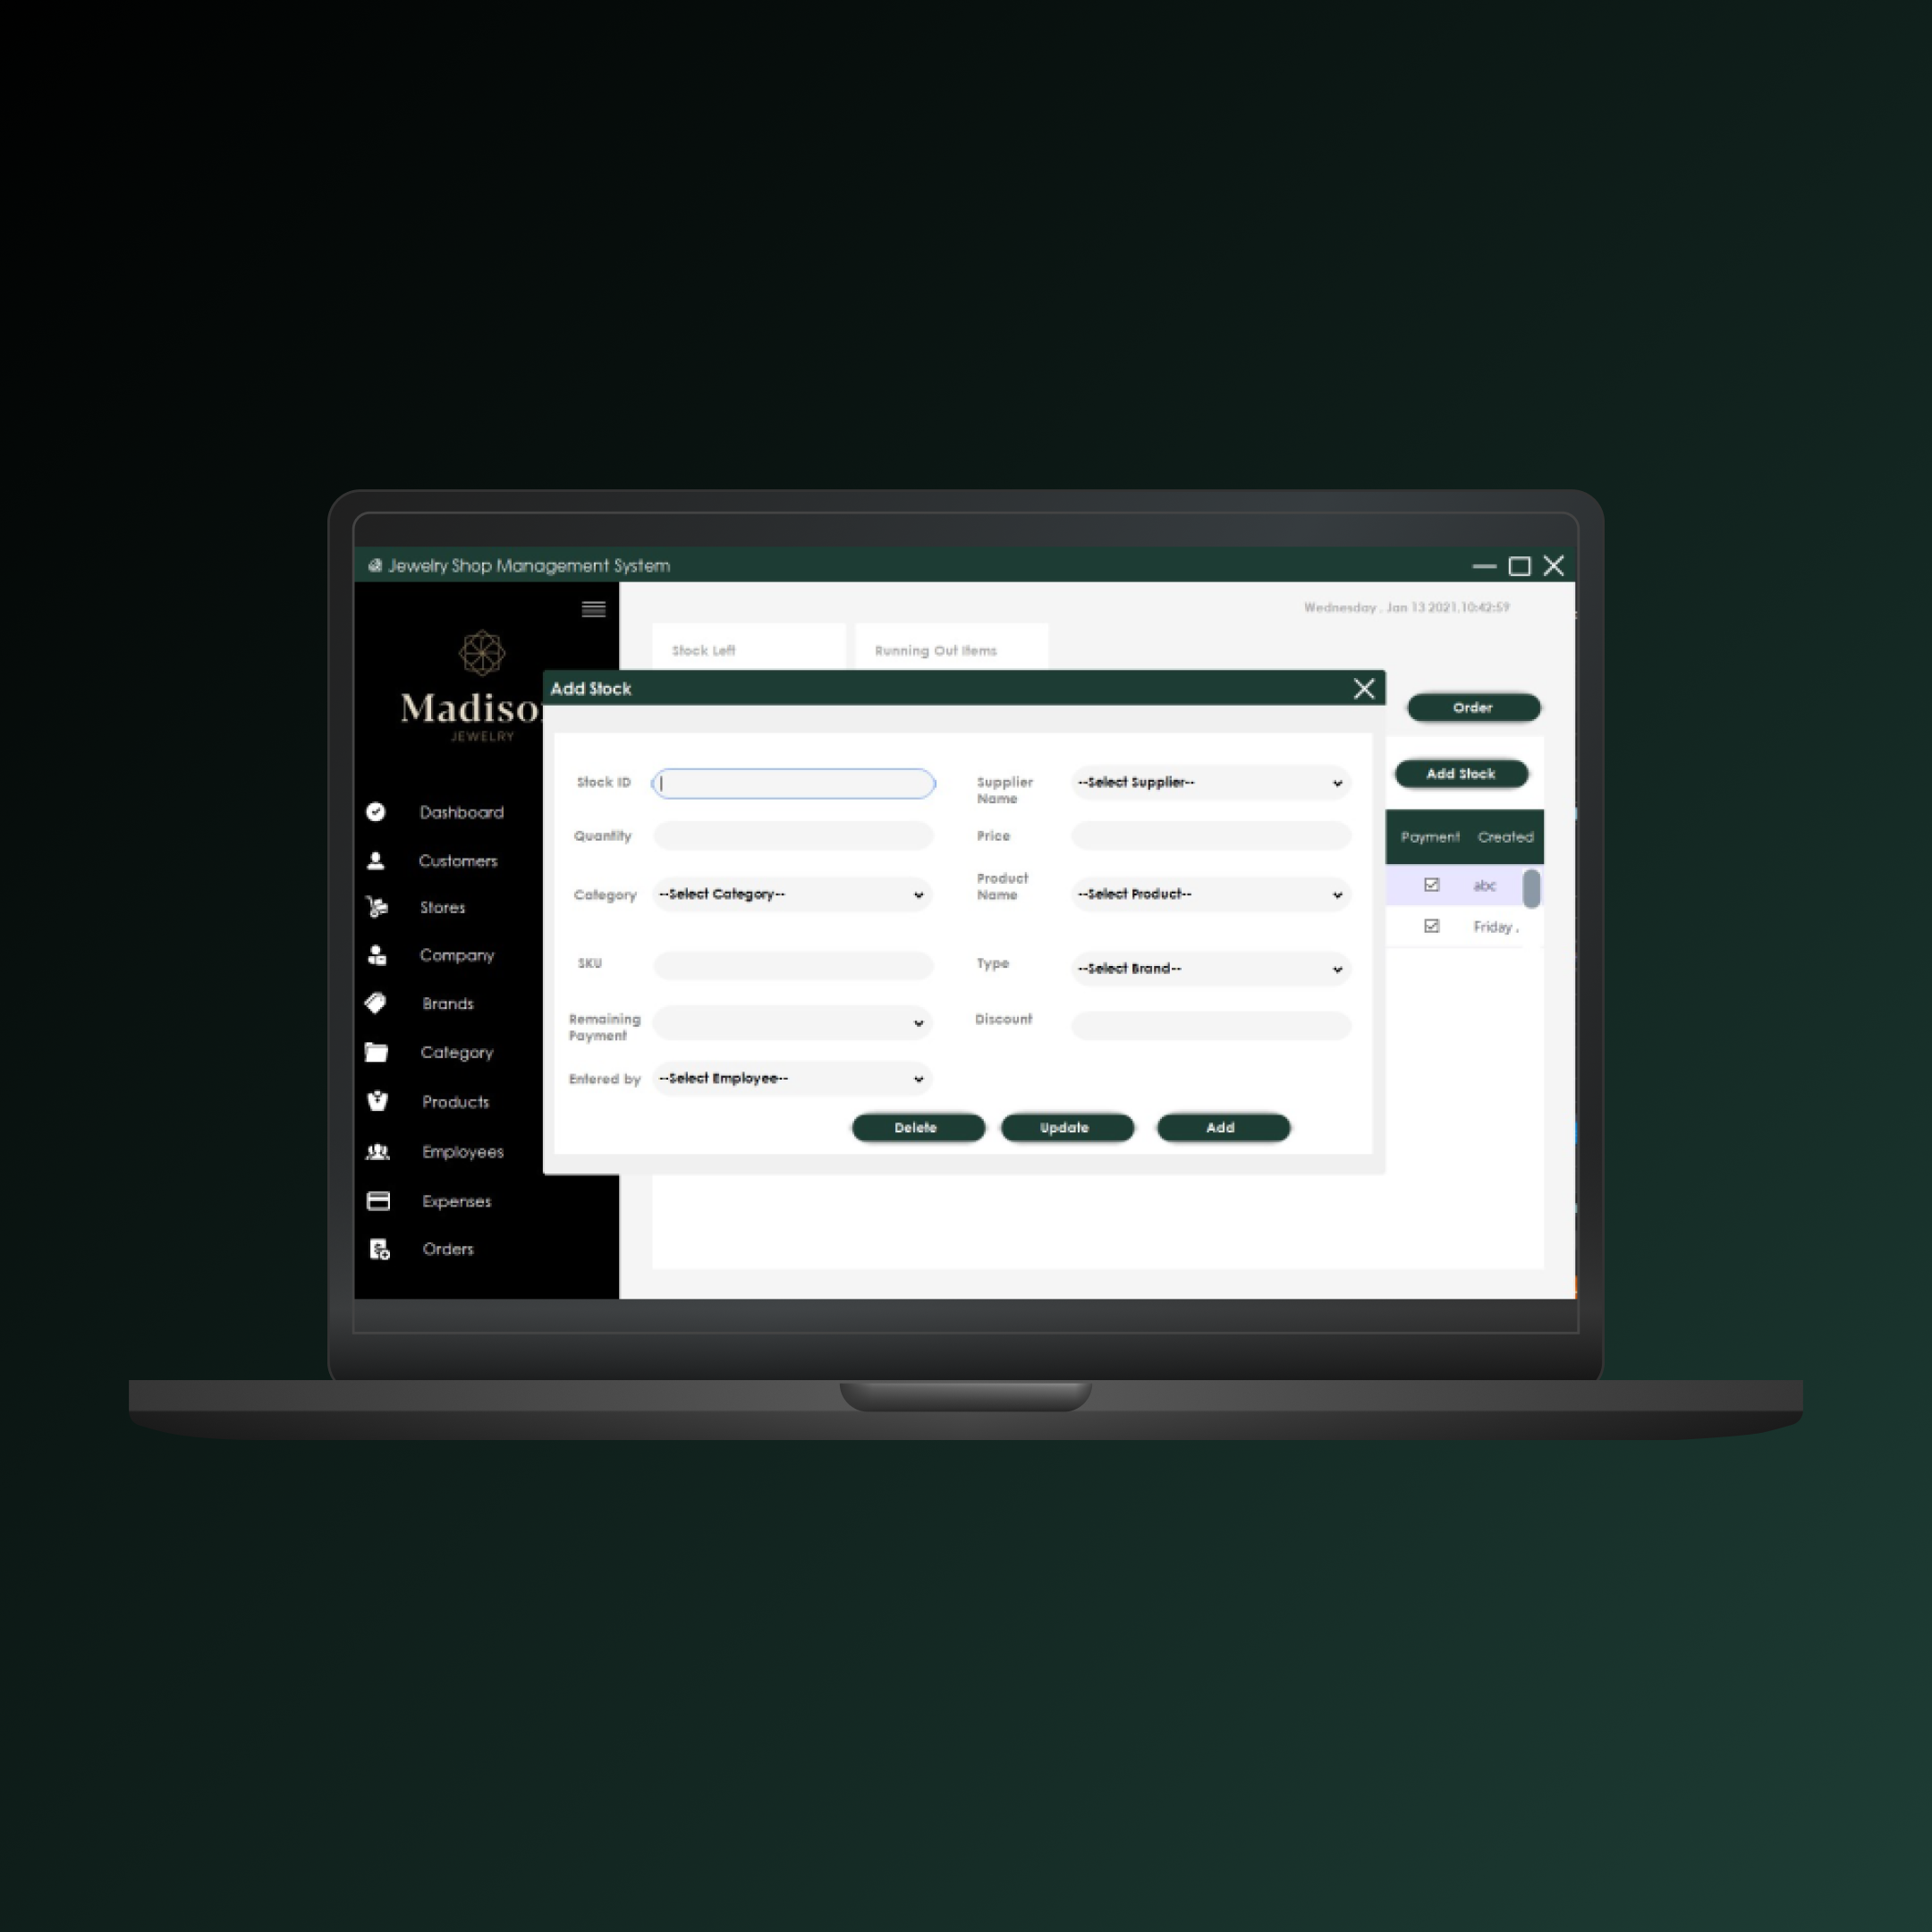 Jewelry Shop Management System
Wednesday . Jan 13 2021,10:42:59
Stock Left
Running Out Items
Madiso
JEWELRY
Order
Add Stock
Dashboard
Customers
Stores
Company
Brands
Category
Products
Employees
Expenses
Orders
Add Stock
Stock ID
Supplier
Name
--Select Supplier--
Quantity
Price
Category
--Select Category--
Product
Name
--Select Product--
SKU
Type
--Select Brand--
Remaining
Payment
Discount
Entered by
--Select Employee--
Delete
Update
Add
Payment Created
abc
Friday .